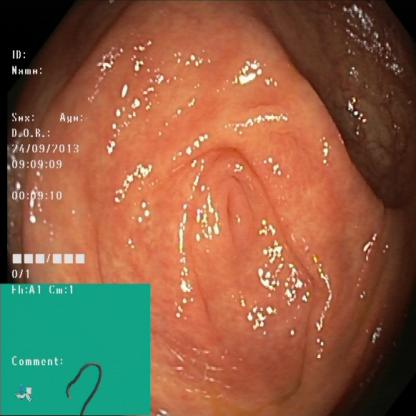 ID:
Name:
Sex: Age:
D.O.B.:
24/09/2013
09:09:09
00:09:10
■■■/■■■
0/1
Eh:A1 Cm:1
Comment: